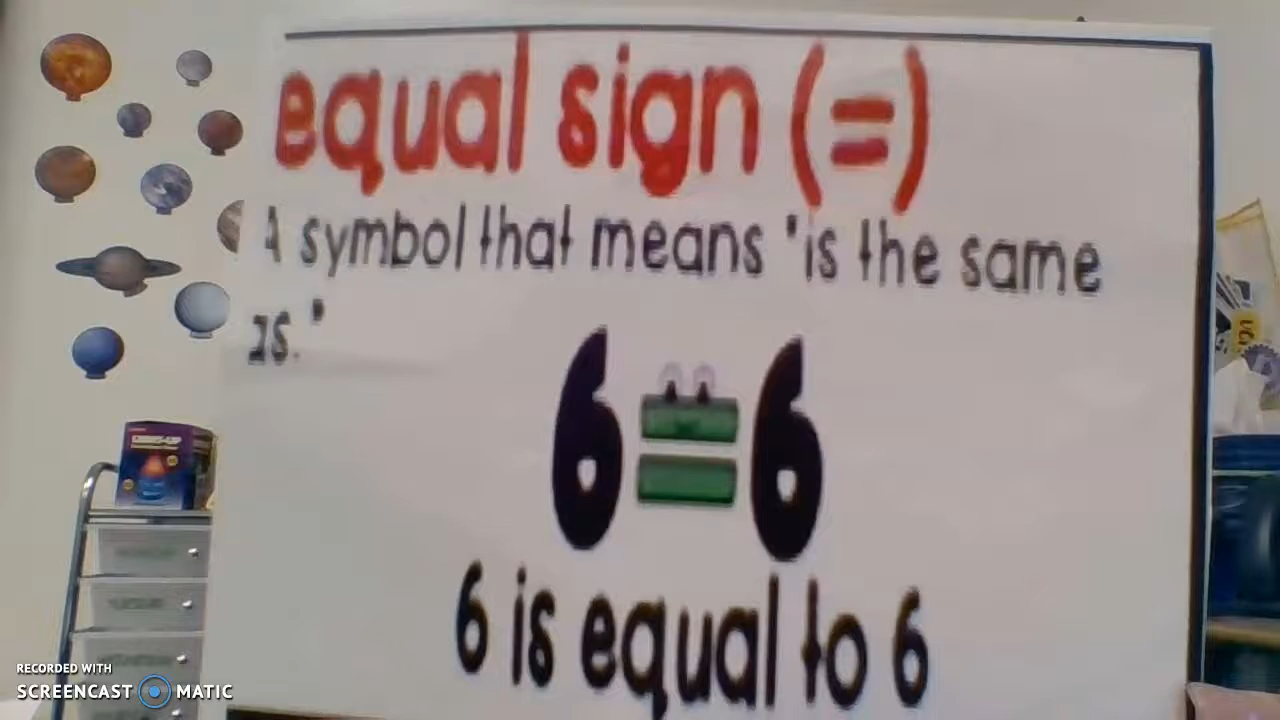 equal sign (=)
A symbol that means "is the same
as."
6 = 6
6 is equal to 6
RECORDED WITH
SCREENCAST MATIC